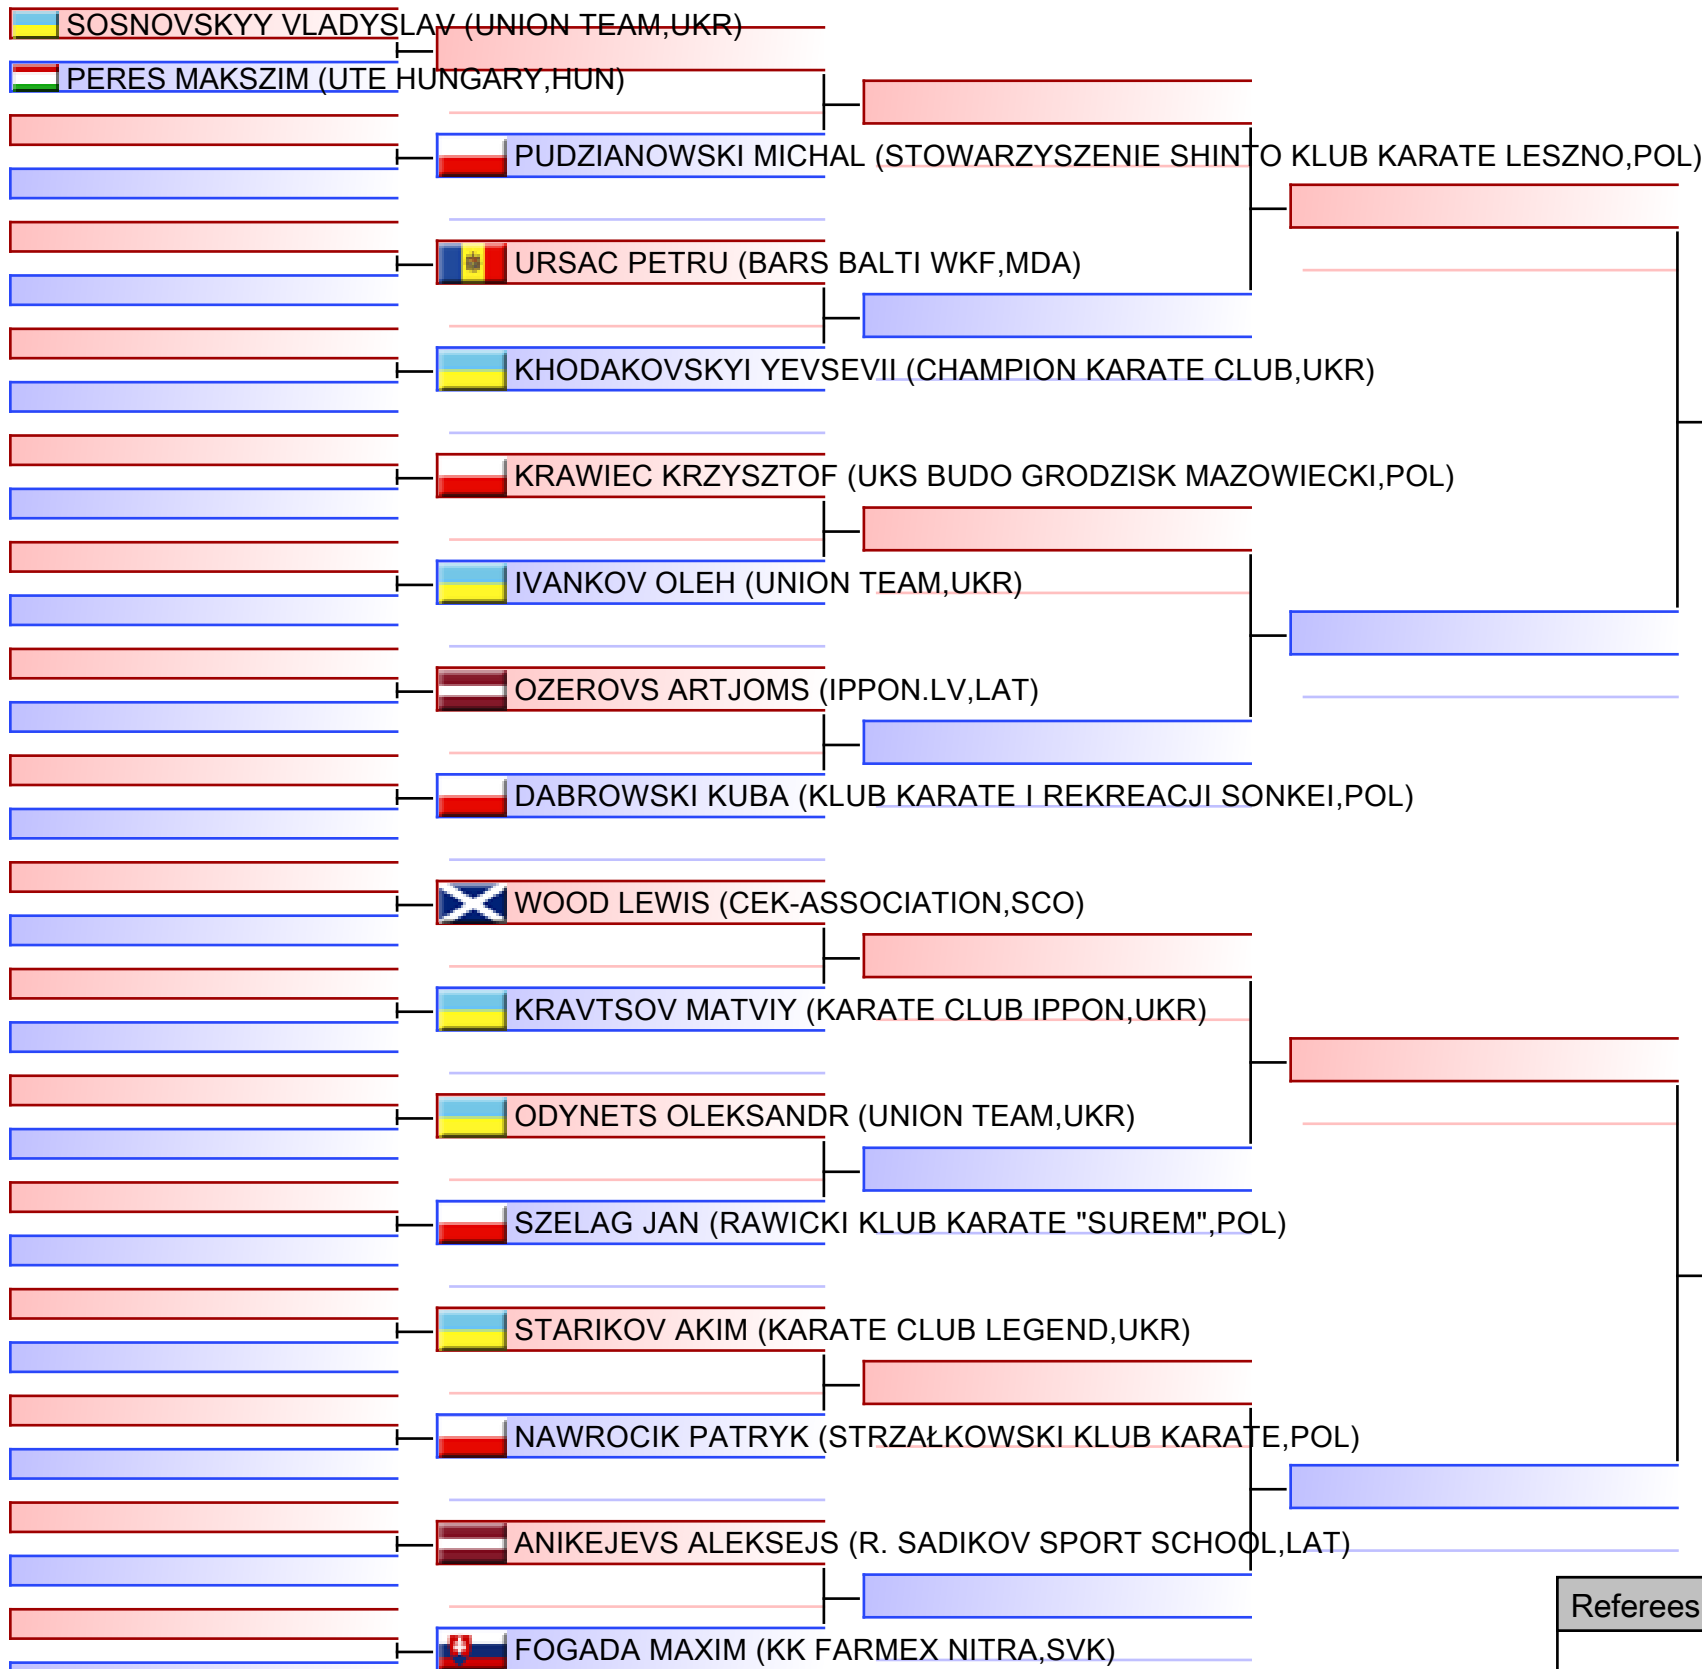 SOSNOVSKYY VLADYSLAV (UNION TEAM,UKR)
PERES MAKSZIM (UTE HUNGARY,HUN)
PUDZIANOWSKI MICHAL (STOWARZYSZENIE SHINTO KLUB KARATE LESZNO,POL)
URSAC PETRU (BARS BALTI WKF,MDA)
KHODAKOVSKYI YEVSEVII (CHAMPION KARATE CLUB,UKR)
KRAWIEC KRZYSZTOF (UKS BUDO GRODZISK MAZOWIECKI,POL)
IVANKOV OLEH (UNION TEAM,UKR)
OZEROVS ARTJOMS (IPPON.LV,LAT)
DABROWSKI KUBA (KLUB KARATE I REKREACJI SONKEI,POL)
WOOD LEWIS (CEK-ASSOCIATION,SCO)
KRAVTSOV MATVIY (KARATE CLUB IPPON,UKR)
ODYNETS OLEKSANDR (UNION TEAM,UKR)
SZELAG JAN (RAWICKI KLUB KARATE "SUREM",POL)
STARIKOV AKIM (KARATE CLUB LEGEND,UKR)
NAWROCIK PATRYK (STRZAŁKOWSKI KLUB KARATE,POL)
ANIKEJEVS ALEKSEJS (R. SADIKOV SPORT SCHOOL,LAT)
Referees
FOGADA MAXIM (KK FARMEX NITRA,SVK)